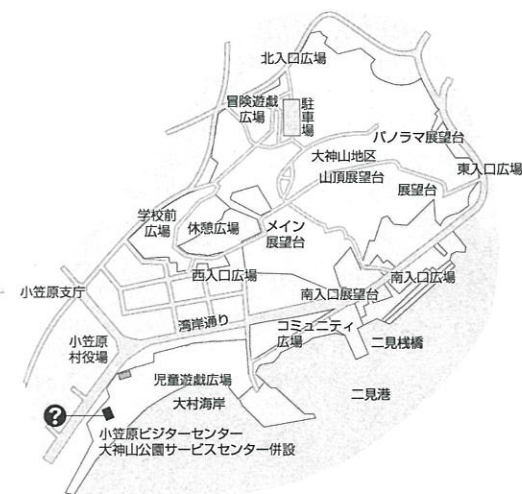 北入口広場
冒険遊戯
広場
駐車場
パノラマ展望台
大神山地区
東入口広場
山頂展望台
展望台
学校前
広場
休憩広場
メイン
展望台
西入口広場
南入口広場
小笠原支庁
南入口展望台
湾岸通り
コミュニティ
広場
小笠原
村役場
二見桟橋
児童遊戯広場
大村海岸
二見港
?
小笠原ビジターセンター
大神山公園サービスセンター併設